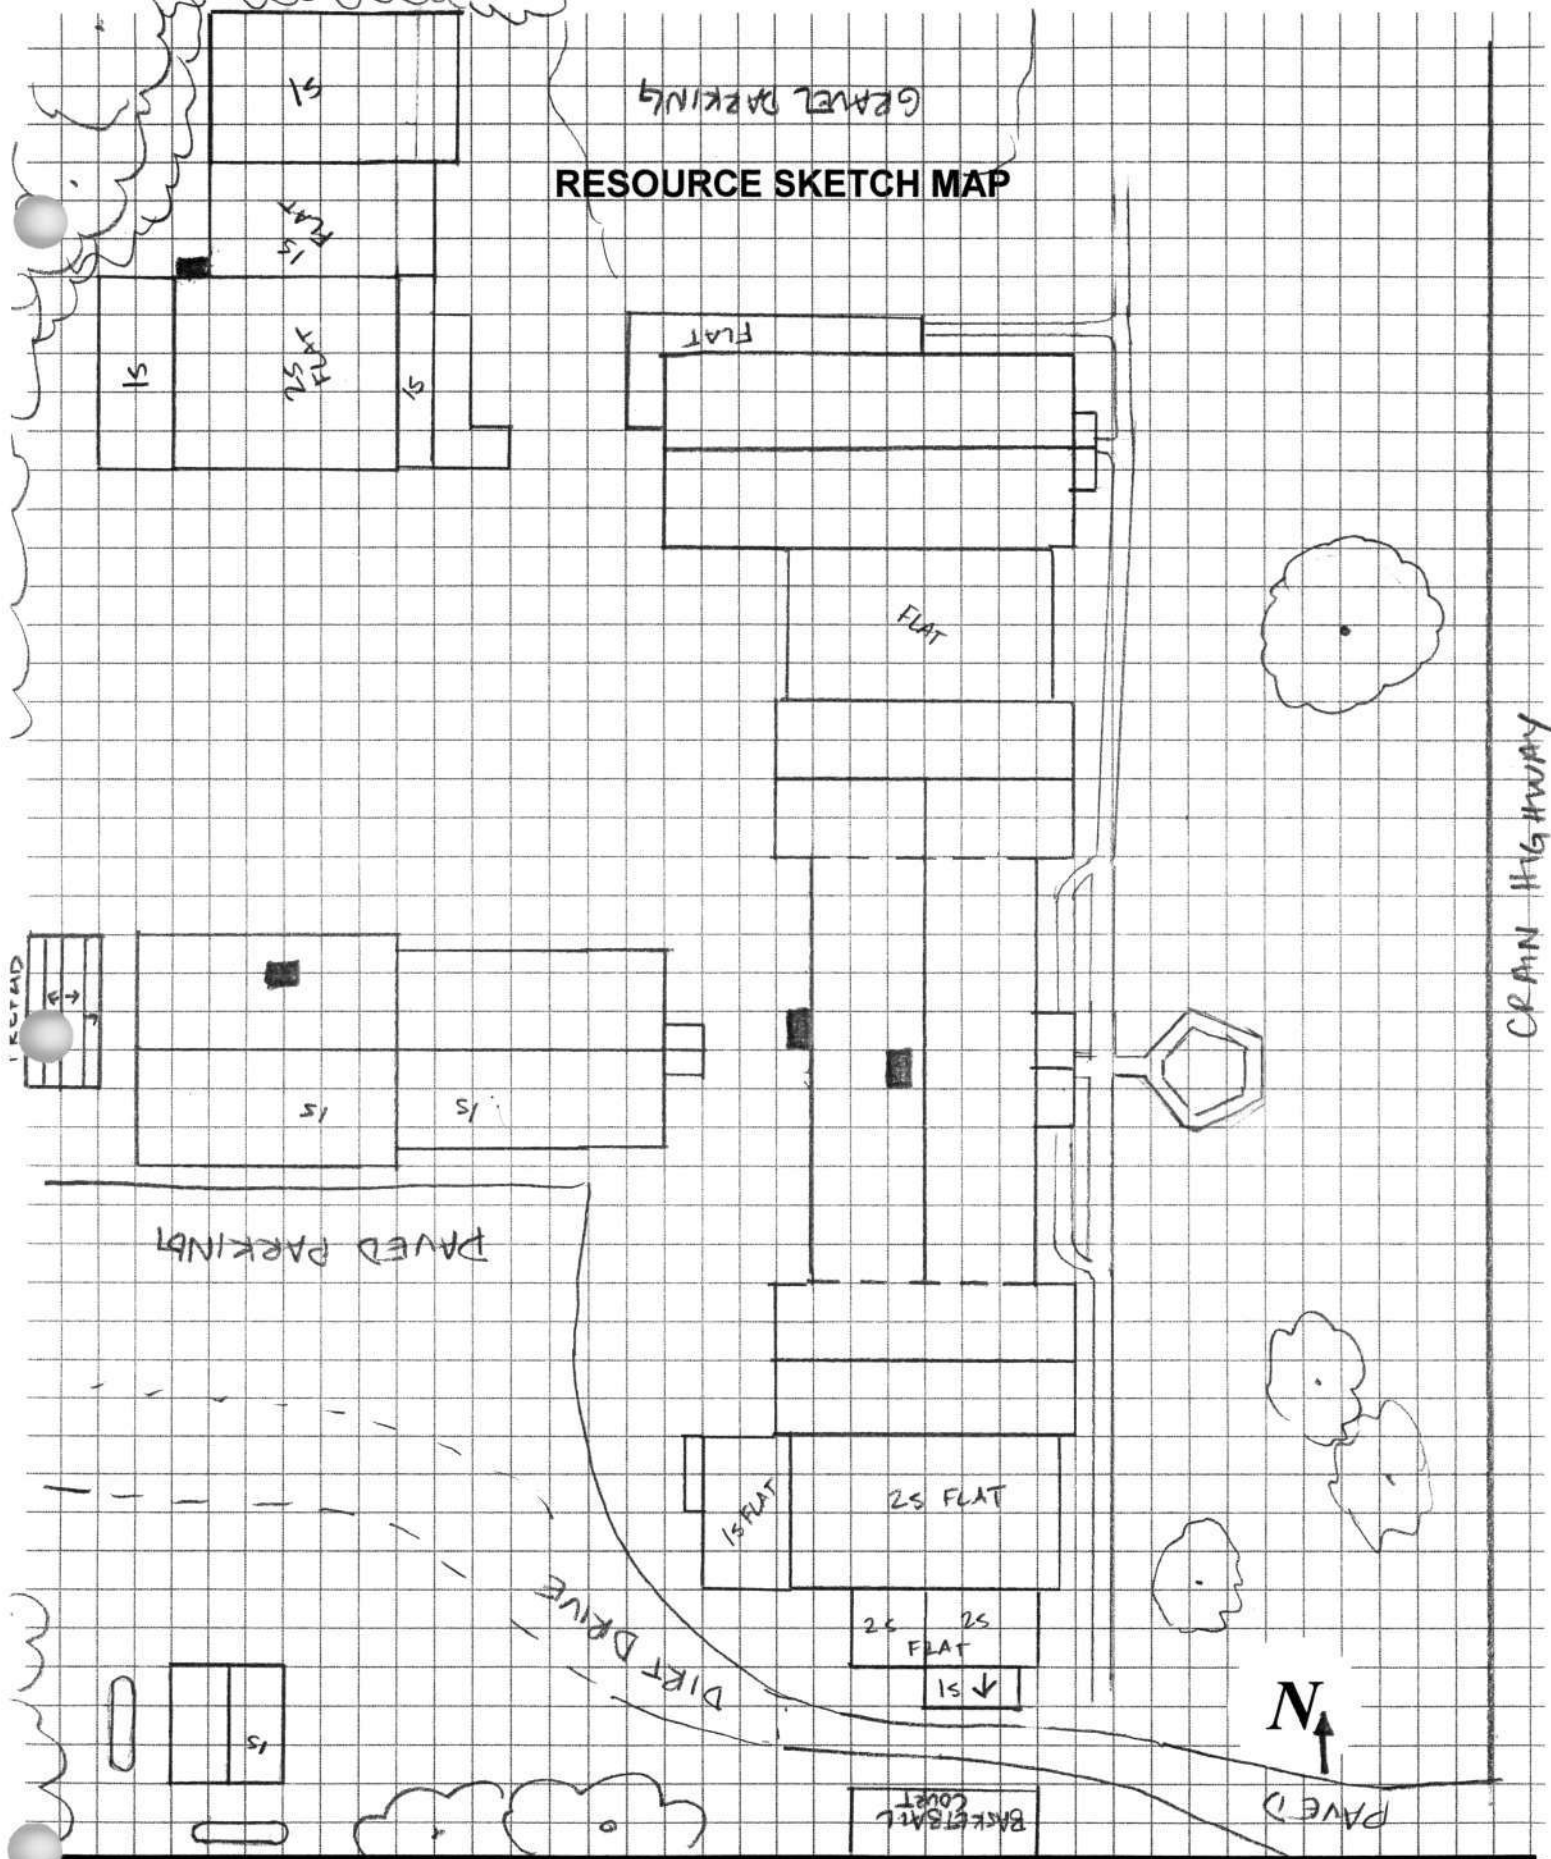 1S
GRAVEL PARKING
RESOURCE SKETCH MAP
1S
FLAT
FLAT
1S
2S
FLAT
1S
FLAT
CRAIN HIGHWAY
1S
1S
PAVED PARKING
1S FLAT
2S FLAT
DIRT DRIVE
2S
2S
FLAT
1S
N
1S
BASKETBALL
COURT
PAVED